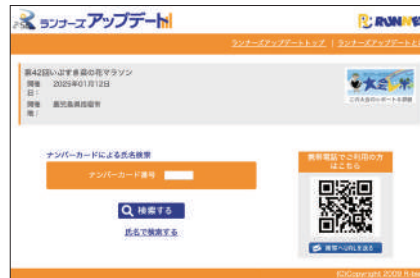 ランナーズアップデート
RUNNE
ランナーズアップデートトップ | ランナーズアップデートと
第42回いぶすき菜の花マラソン
開催日： 2025年01月12日
開催地： 鹿児島県指宿市
大会一榮
この大会のレポートを読む
ナンバーカードによる氏名検索
ナンバーカード番号
検索する
氏名で検索する
携帯電話でご利用の方はこちら
携帯へURLを送る
(C)Copyright 2009 R-be